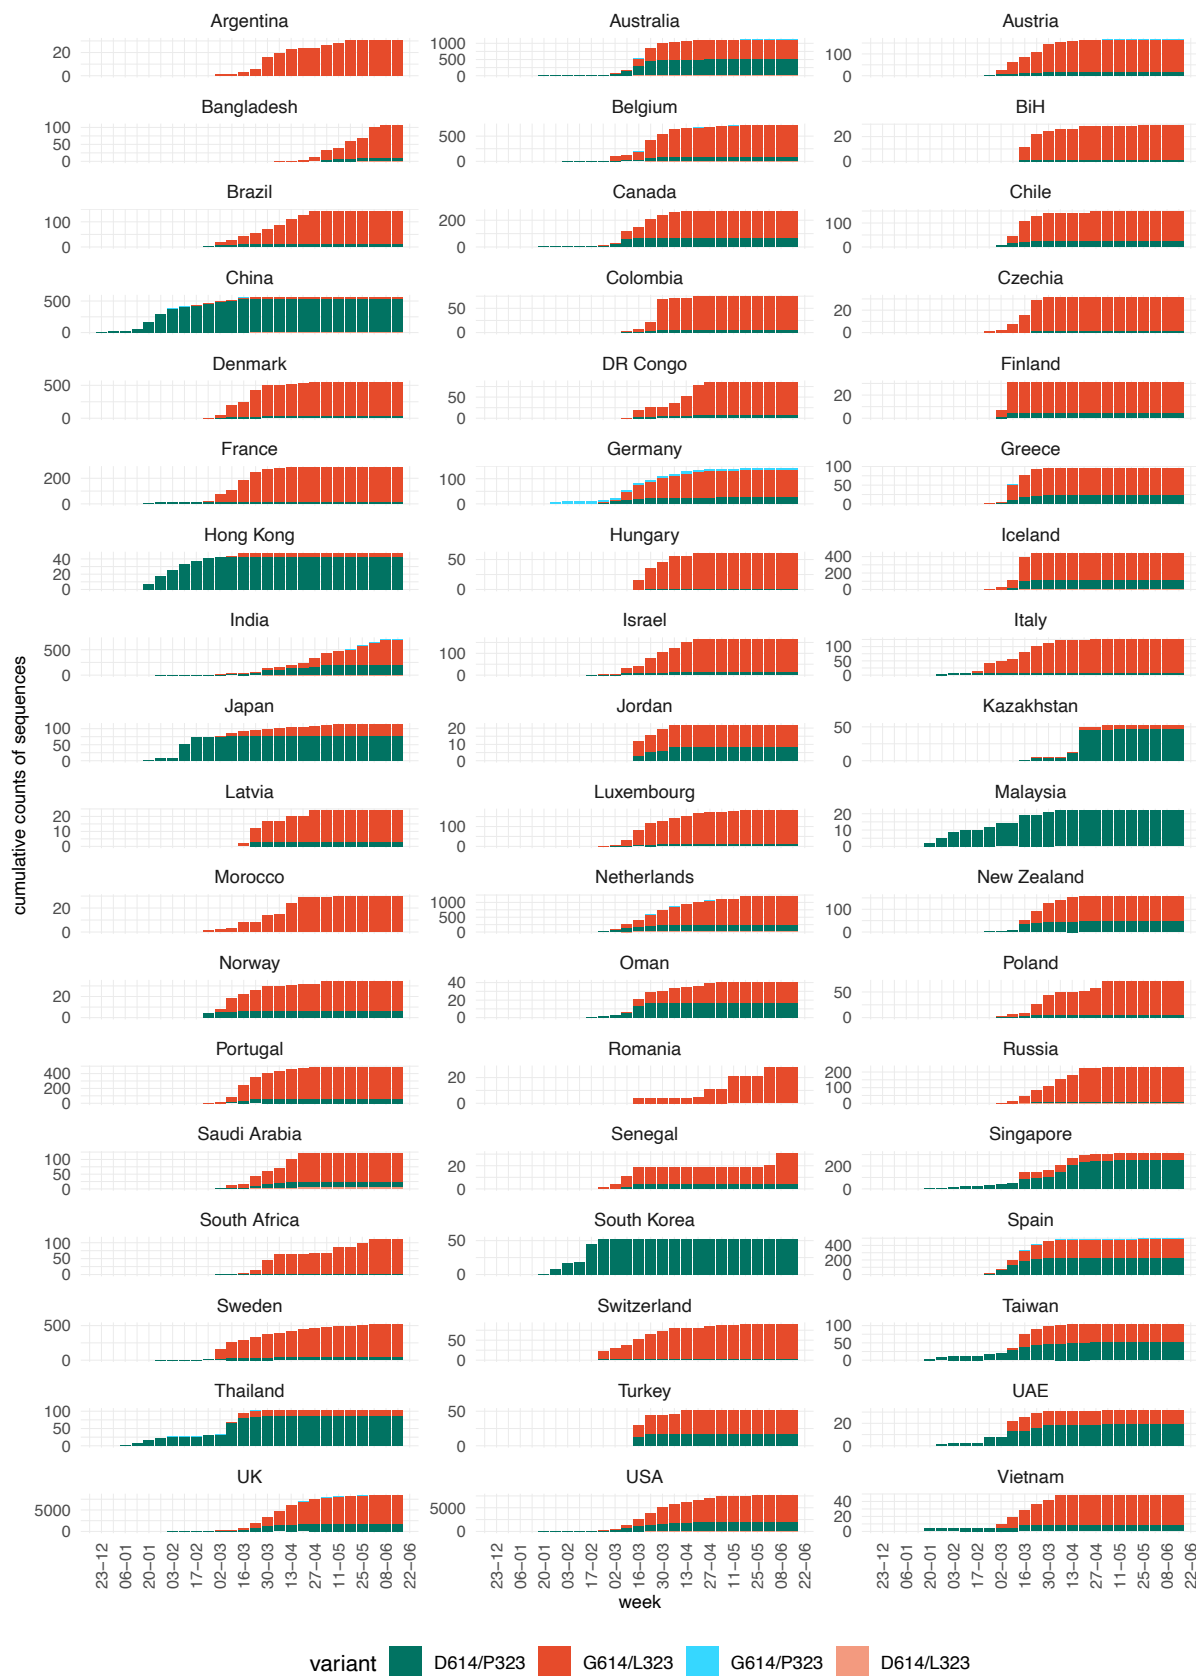 Argentina Australia Austria
20 0 1000 500 0 100 0
Bangladesh Belgium BiH
100 50 0 500 0 20 0
Brazil Canada Chile
100 0 200 0 100 0
China Colombia Czechia
500 0 50 0 20 0
Denmark DR Congo Finland
500 0 50 0 20 0
France Germany Greece
200 0 100 0 100 50 0
Hong Kong Hungary Iceland
40 20 0 50 0 400 200 0
India Israel Italy
500 0 100 0 100 50 0
Japan Jordan Kazakhstan
100 50 0 20 10 0 50 0
Latvia Luxembourg Malaysia
20 10 0 100 0 20 10 0
Morocco Netherlands New Zealand
20 0 1000 500 0 100 0
Norway Oman Poland
20 0 40 20 0 50 0
Portugal Romania Russia
400 200 0 20 0 200 100 0
Saudi Arabia Senegal Singapore
100 50 0 20 0 200 0
South Africa South Korea Spain
100 50 0 50 0 400 200 0
Sweden Switzerland Taiwan
500 0 50 0 100 50 0
Thailand Turkey UAE
100 50 0 50 0 20 0
UK USA Vietnam
5000 0 5000 0 40 20 0
23−12 06−01 20−01 03−02 17−02 02−03 16−03 30−03 13−04 27−04 11−05 25−05 08−06 22−06
23−12 06−01 20−01 03−02 17−02 02−03 16−03 30−03 13−04 27−04 11−05 25−05 08−06 22−06
23−12 06−01 20−01 03−02 17−02 02−03 16−03 30−03 13−04 27−04 11−05 25−05 08−06 22−06
cumulative counts of sequences
week
variant D614/P323 G614/L323 G614/P323 D614/L323